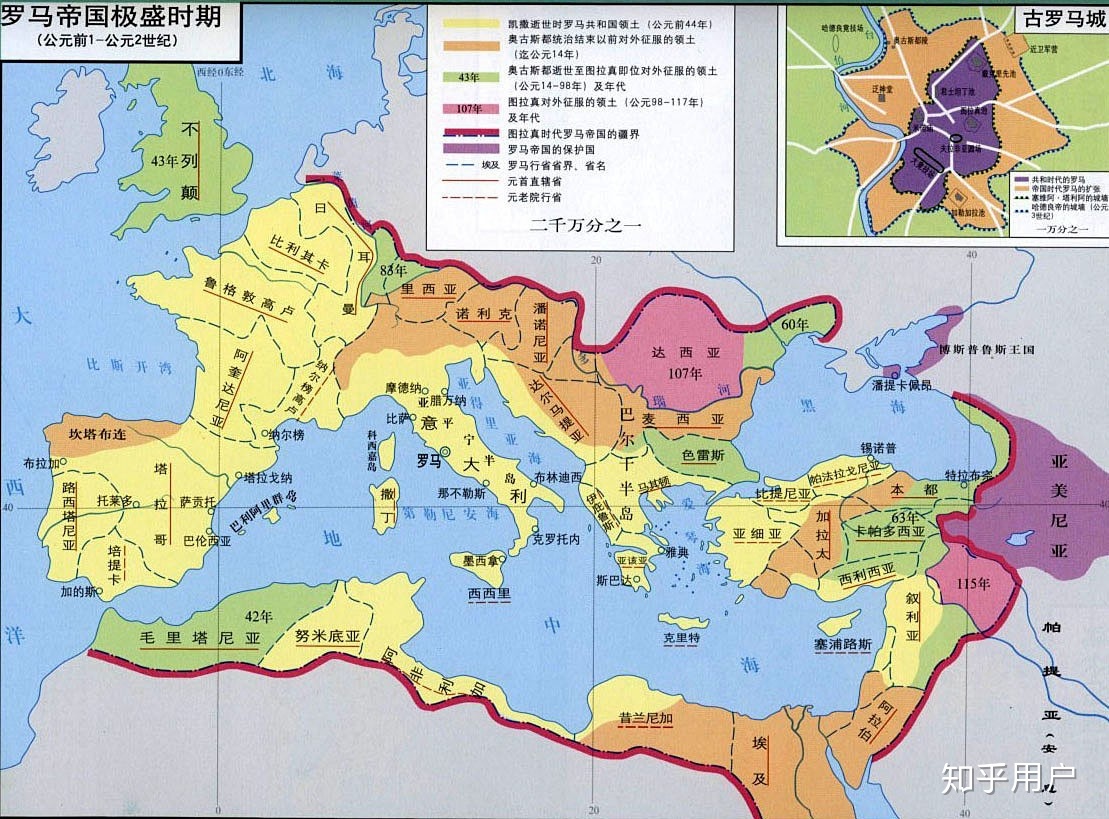 罗马帝国极盛时期
(公元前1-公元2世纪)
凯撒逝世时罗马共和国领土（公元前44年）
奥古斯都统治结束以前对外征服的领土
（迄公元14年）
43年
奥古斯都逝世至图拉真即位对外征服的领土
（公元14-98年）及年代
107年
图拉真对外征服的领土（公元98-117年）
及年代
图拉真时代罗马帝国的疆界
罗马帝国的保护国
埃及
罗马行省省界、省名
元首直辖省
元老院行省
二千万分之一
古罗马城
哈德良竞技场
台
伯
河
奥古斯都陵
近卫军营
泛神堂
戴克里先池
君士坦丁池
图拉真池
夫拉菲亚圆场
大赛技场
加勒加拉池
共和时代的罗马
帝国时代罗马的扩张
塞维阿·塔利阿的城墙
哈德良帝的城墙（公元
3世纪）
一万分之一
西经0东经
北海
不列颠
43年
大西洋
比斯开湾
日耳曼
比利其卡
鲁格敦高卢
阿奎达尼亚
纳尔榜高卢
83年
里西亚
诺利克
潘诺尼亚
达尔马提亚
达西亚
107年
60年
20
40
博斯普鲁斯王国
潘提卡佩昂
黑海
瑙河
麦西亚
色雷斯
巴尔干半岛
马其顿
伊庇鲁斯
亚该亚
雅典
斯巴达
爱琴海
亚得里亚海
摩德纳
腊万纳
比萨
亚平宁半岛
意大利
罗马
那不勒斯
布林迪西
克罗托内
墨西拿
西西里
科西嘉岛
撒丁
第勒尼安海
坎塔布连
布拉加
路西塔尼亚
托莱多
塔拉哥
萨贡托
培提卡
加的斯
巴伦西亚
塔拉戈纳
纳尔榜
巴利阿里群岛
地中海
40
锡诺普
特拉布宗
帕法拉戈尼亚
比提尼亚
本都
63年
加拉太
卡帕多西亚
亚细亚
西利西亚
亚美尼亚
115年
叙利亚
塞浦路斯
克里特
帕提亚（安
42年
毛里塔尼亚
努米底亚
阿非利加
昔兰尼加
埃及
阿拉伯
0
20
40
知乎用户